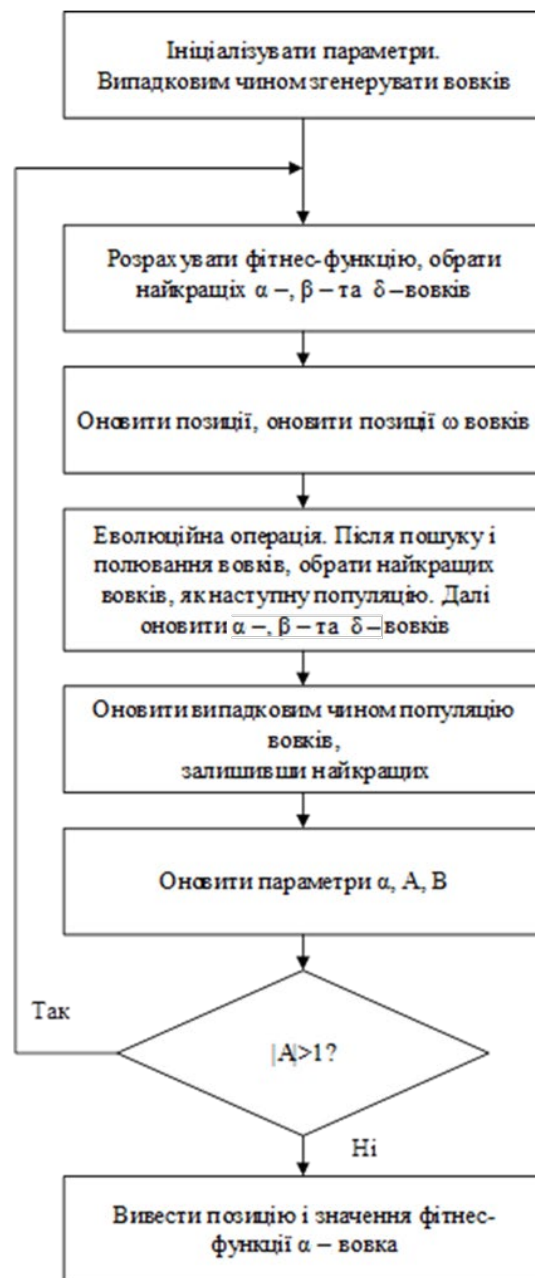 Ініціалізувати параметри.
Випадковим чином згенерувати вовків
Розрахувати фітнес-функцію, обрати
найкращіх α –, β – та δ – вовків
Оновити позиції, оновити позиції ω вовків
Еволюційна операція. Після пошуку і
полювання вовків, обрати найкращих
вовків, як наступну популяцію. Далі
оновити α –, β – та δ – вовків
Оновити випадковим чином популяцію
вовків,
залишивши найкращих
Оновити параметри α, А, В
|A|>1?
Так
Ні
Вивести позицію і значення фітнес-
функції α – вовка